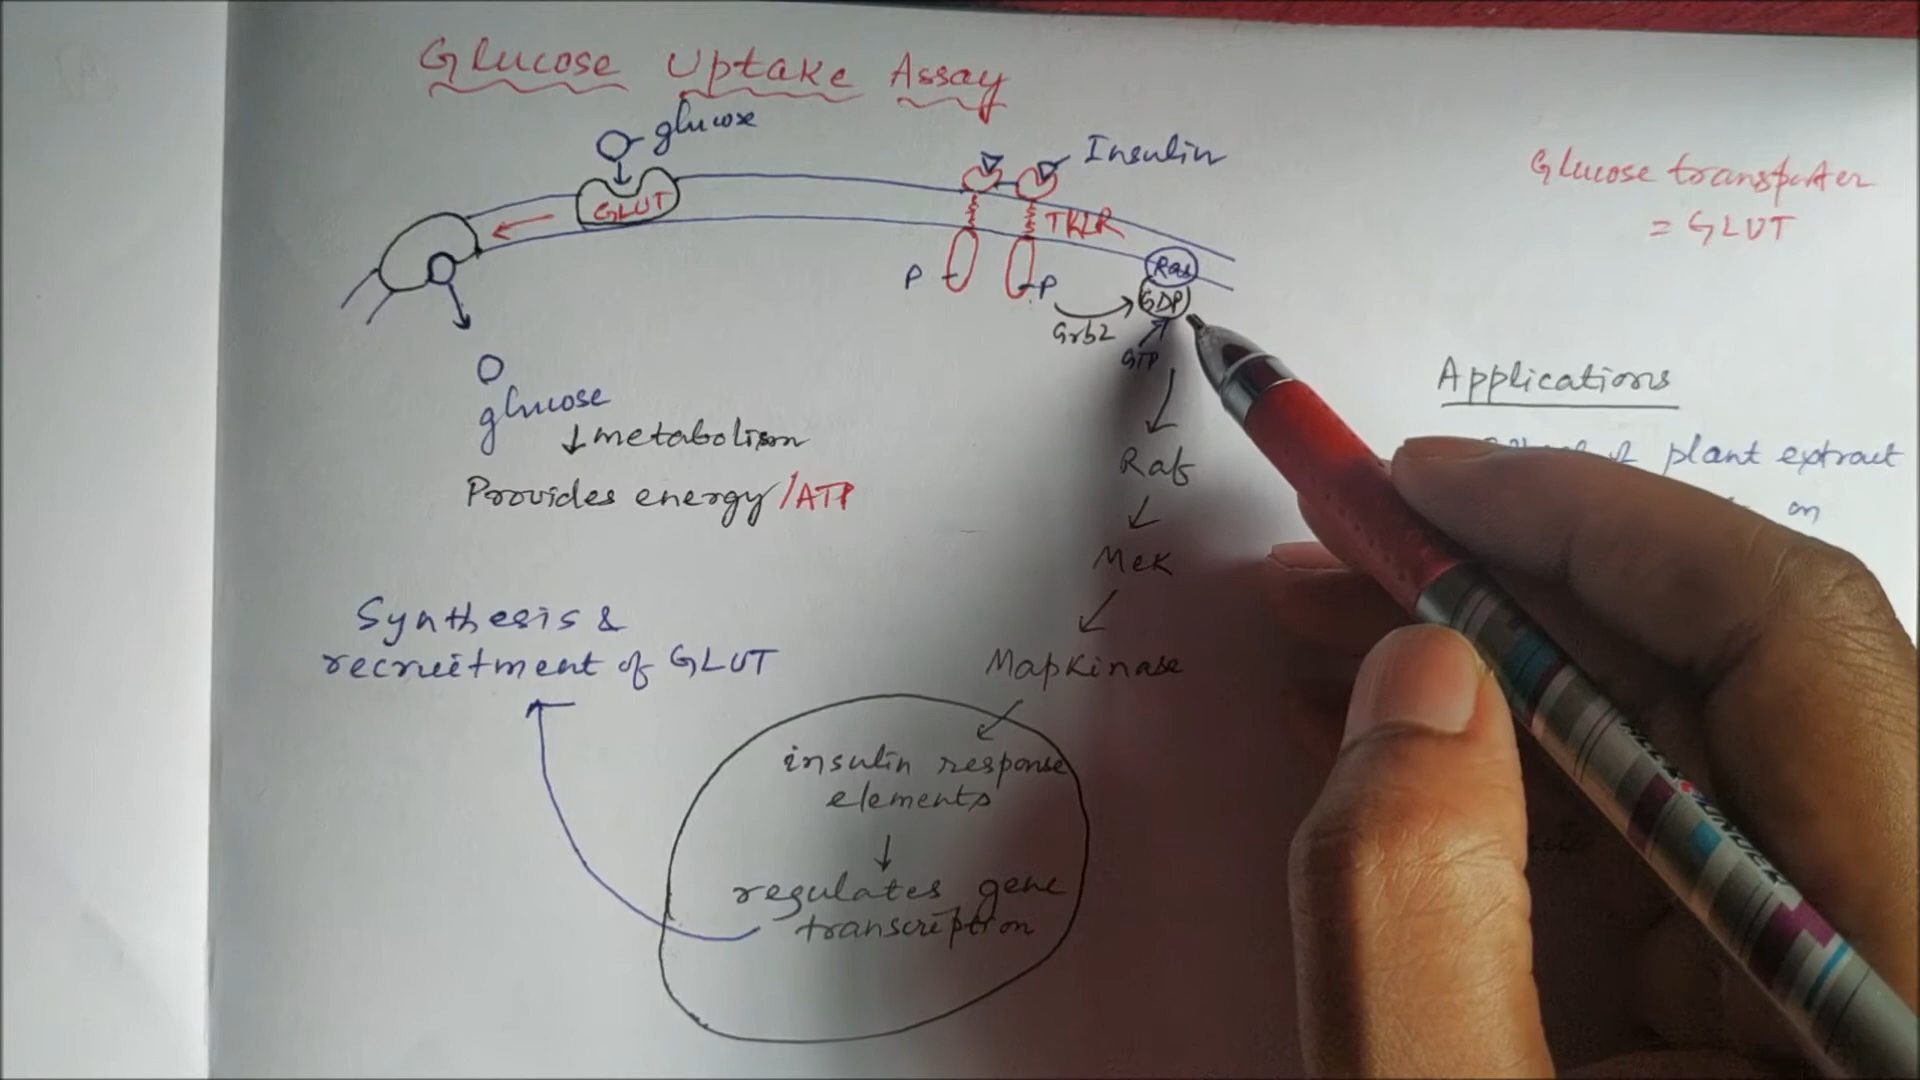 Glucose Uptake Assay
glucose
Insulin
GLUT
TKLR
Glucose transporter
= GLUT
P
P
Ras
GDP
Grb2
GTP
glucose
metabolism
Provides energy/ATP
Raf
Mek
Mapkinase
Synthesis &
recruitment of GLUT
insulin response
elements
regulates gene
transcription
Applications
plant extract
on